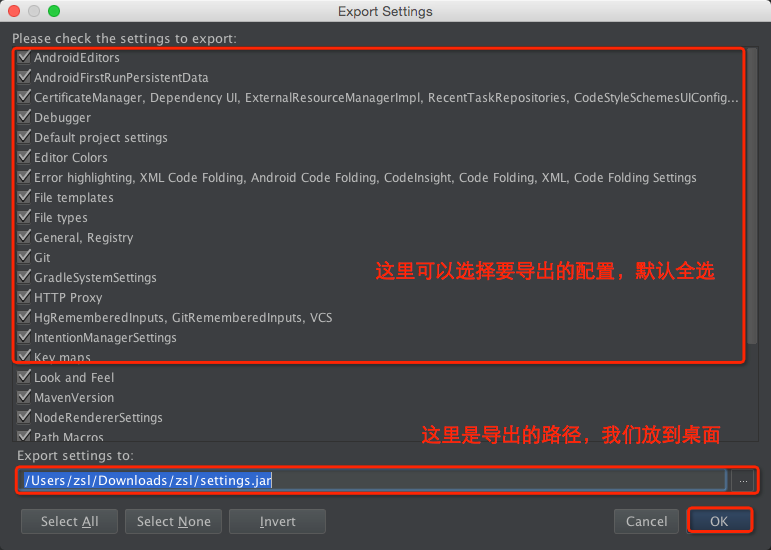 Export Settings
Please check the settings to export:
AndroidEditors
AndroidFirstRunPersistentData
CertificateManager, Dependency UI, ExternalResourceManagerImpl, RecentTaskRepositories, CodeStyleSchemesUIConfig...
Debugger
Default project settings
Editor Colors
Error highlighting, XML Code Folding, Android Code Folding, CodeInsight, Code Folding, XML, Code Folding Settings
File templates
File types
General, Registry
Git
这里可以选择要导出的配置，默认全选
GradleSystemSettings
HTTP Proxy
HgRememberedInputs, GitRememberedInputs, VCS
IntentionManagerSettings
Key maps
Look and Feel
MavenVersion
NodeRendererSettings
Path Macros
这里是导出的路径，我们放到桌面
Export settings to:
/Users/zsl/Downloads/zsl/settings.jar ...
Select All Select None Invert Cancel OK